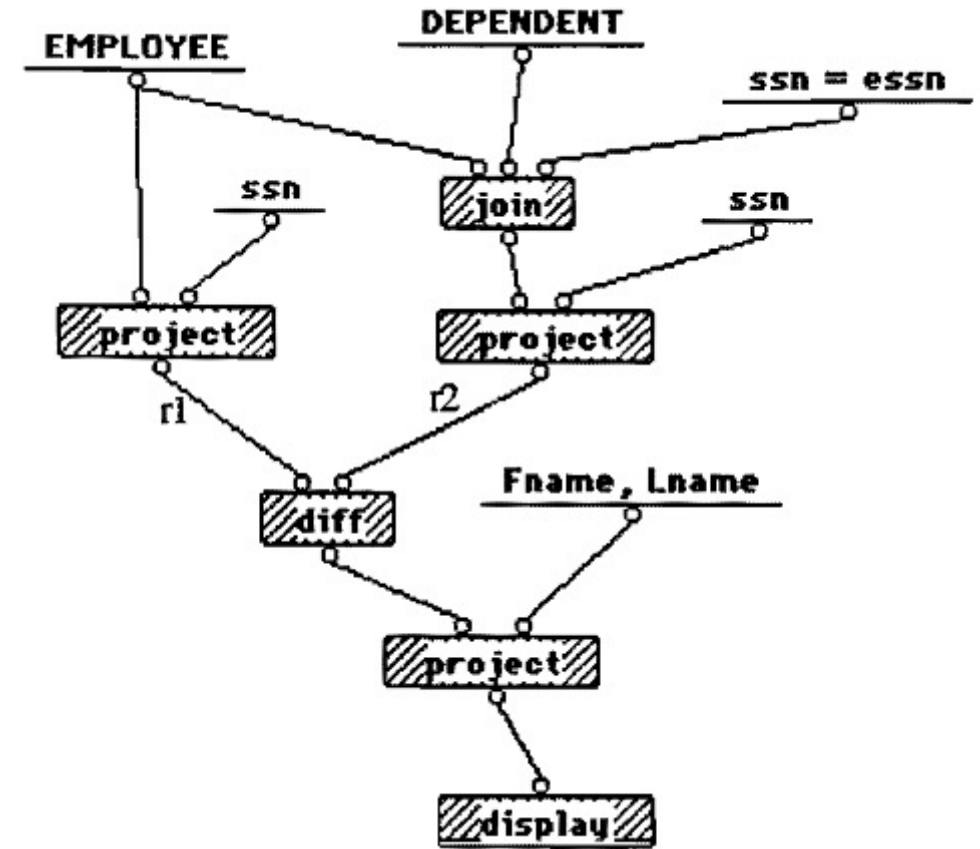 DEPENDENT
EMPLOYEE
ssn = essn
ssn
join
ssn
project
project
r1
r2
Fname, Lname
diff
project
display